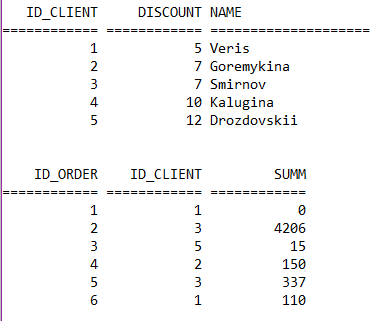 ID_CLIENT DISCOUNT NAME
============ ============ ====================
1 5 Veris
2 7 Goremykina
3 7 Smirnov
4 10 Kalugina
5 12 Drozdovskii
ID_ORDER ID_CLIENT SUMM
============ ============ ============
1 1 0
2 3 4206
3 5 15
4 2 150
5 3 337
6 1 110